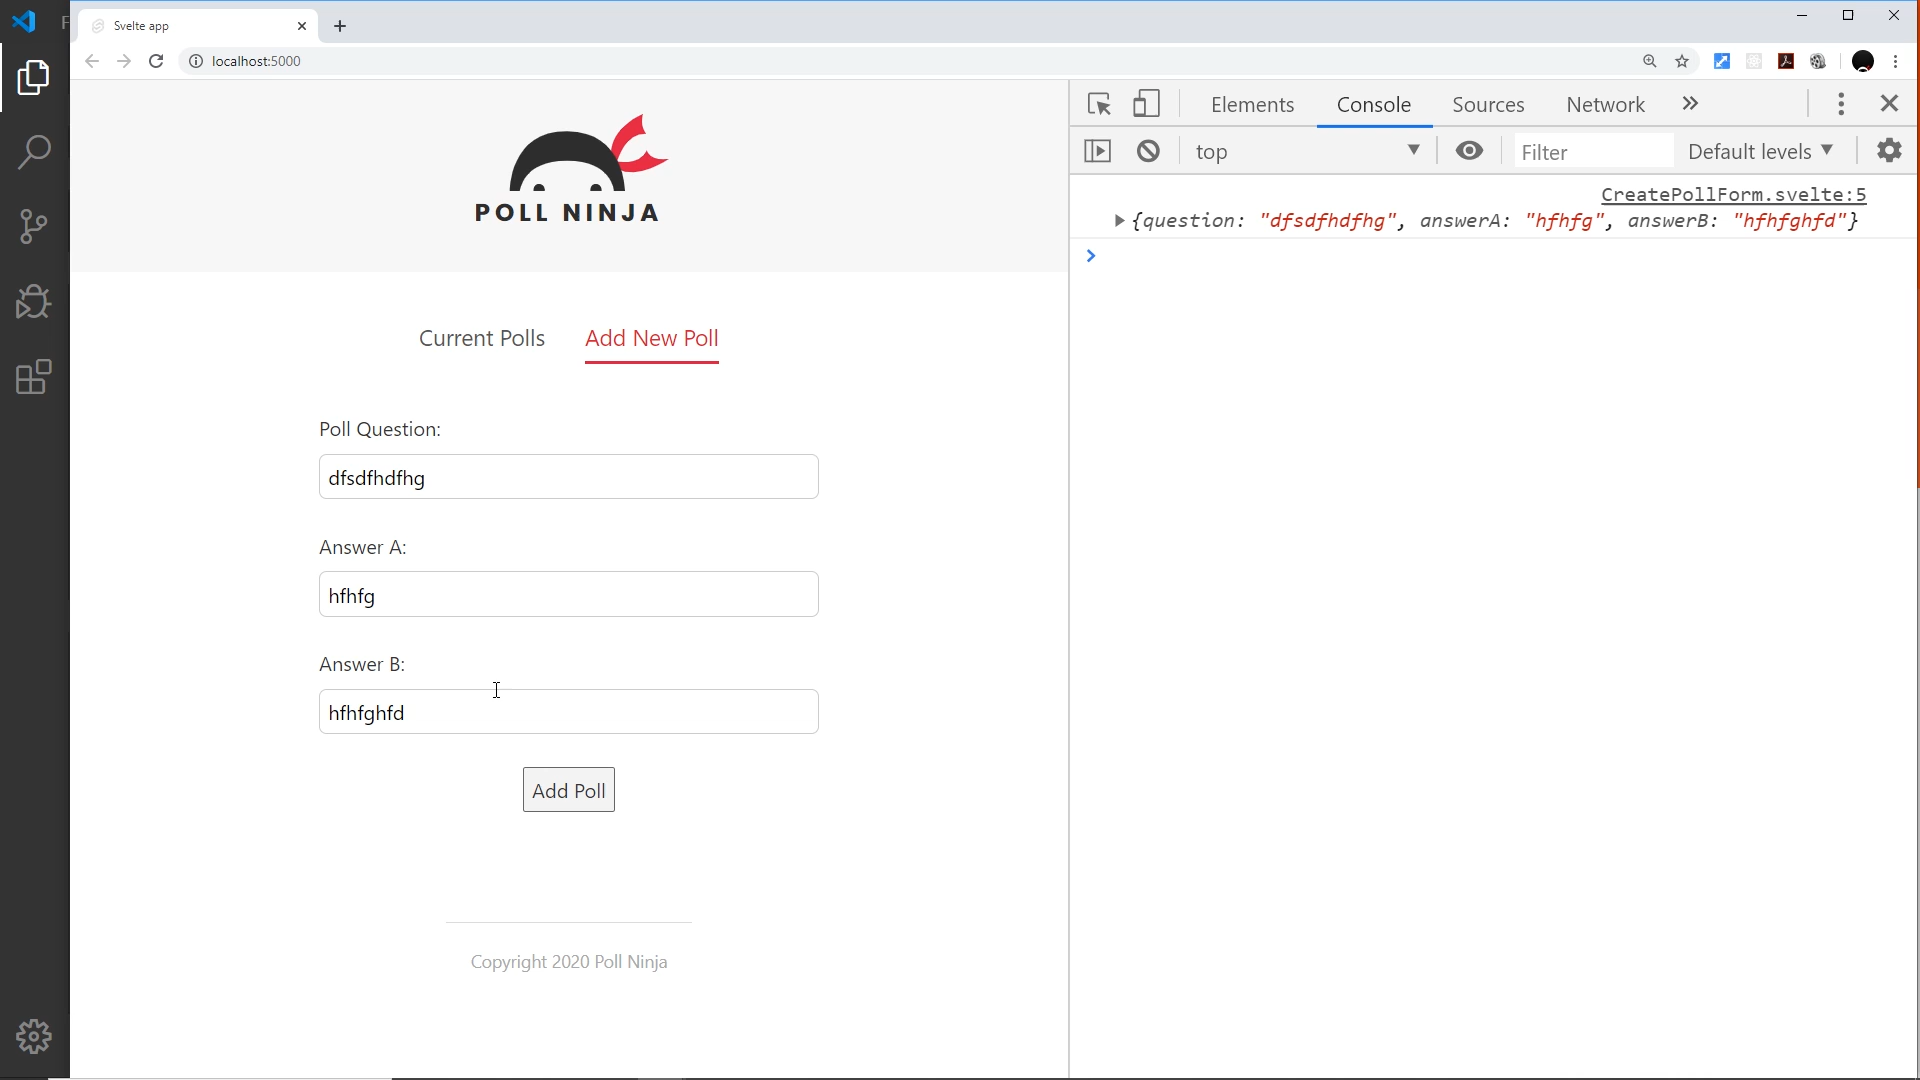 F
Svelte app
localhost:5000
POLL NINJA
Current Polls
Add New Poll
Poll Question:
dfsdfhdfhg
Answer A:
hfhfg
Answer B:
hfhfghfd
Add Poll
Copyright 2020 Poll Ninja
Elements
Console
Sources
Network
top
Filter
Default levels
CreatePollForm.svelte:5
{question: "dfsdfhdfhg", answerA: "hfhfg", answerB: "hfhfghfd"}